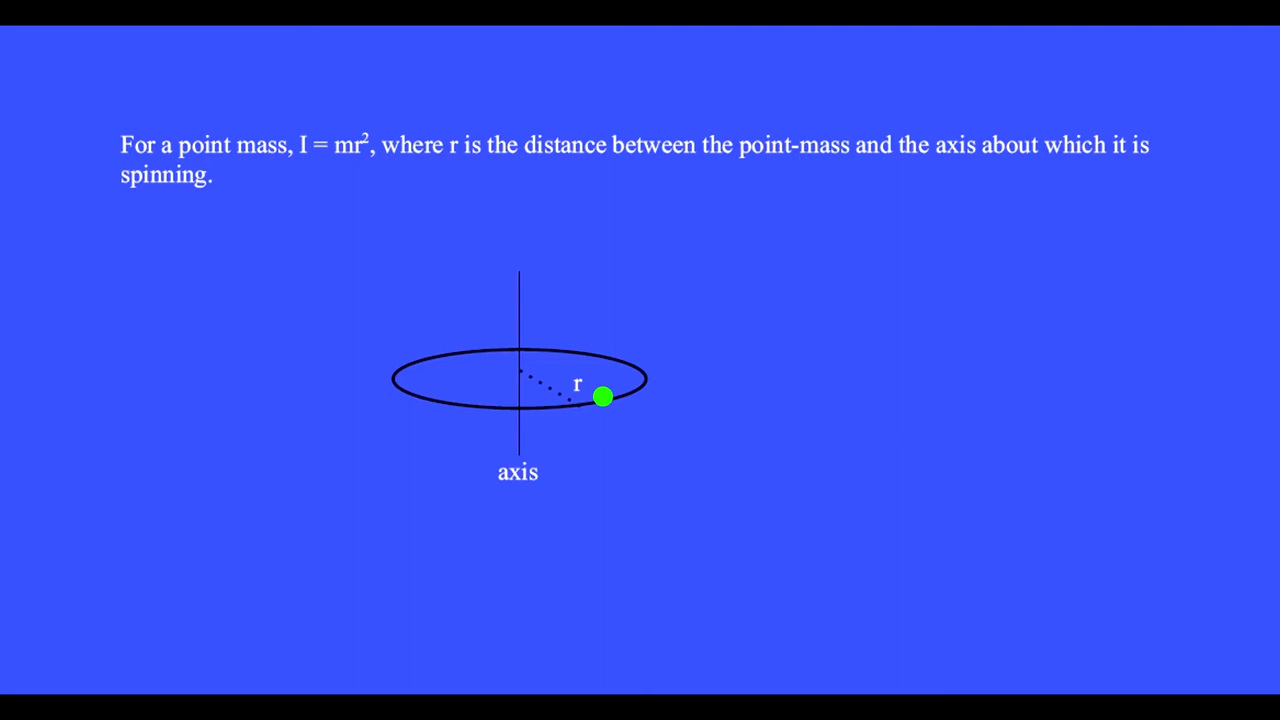 For a point mass, I = mr², where r is the distance between the point-mass and the axis about which it is
spinning.
r
axis